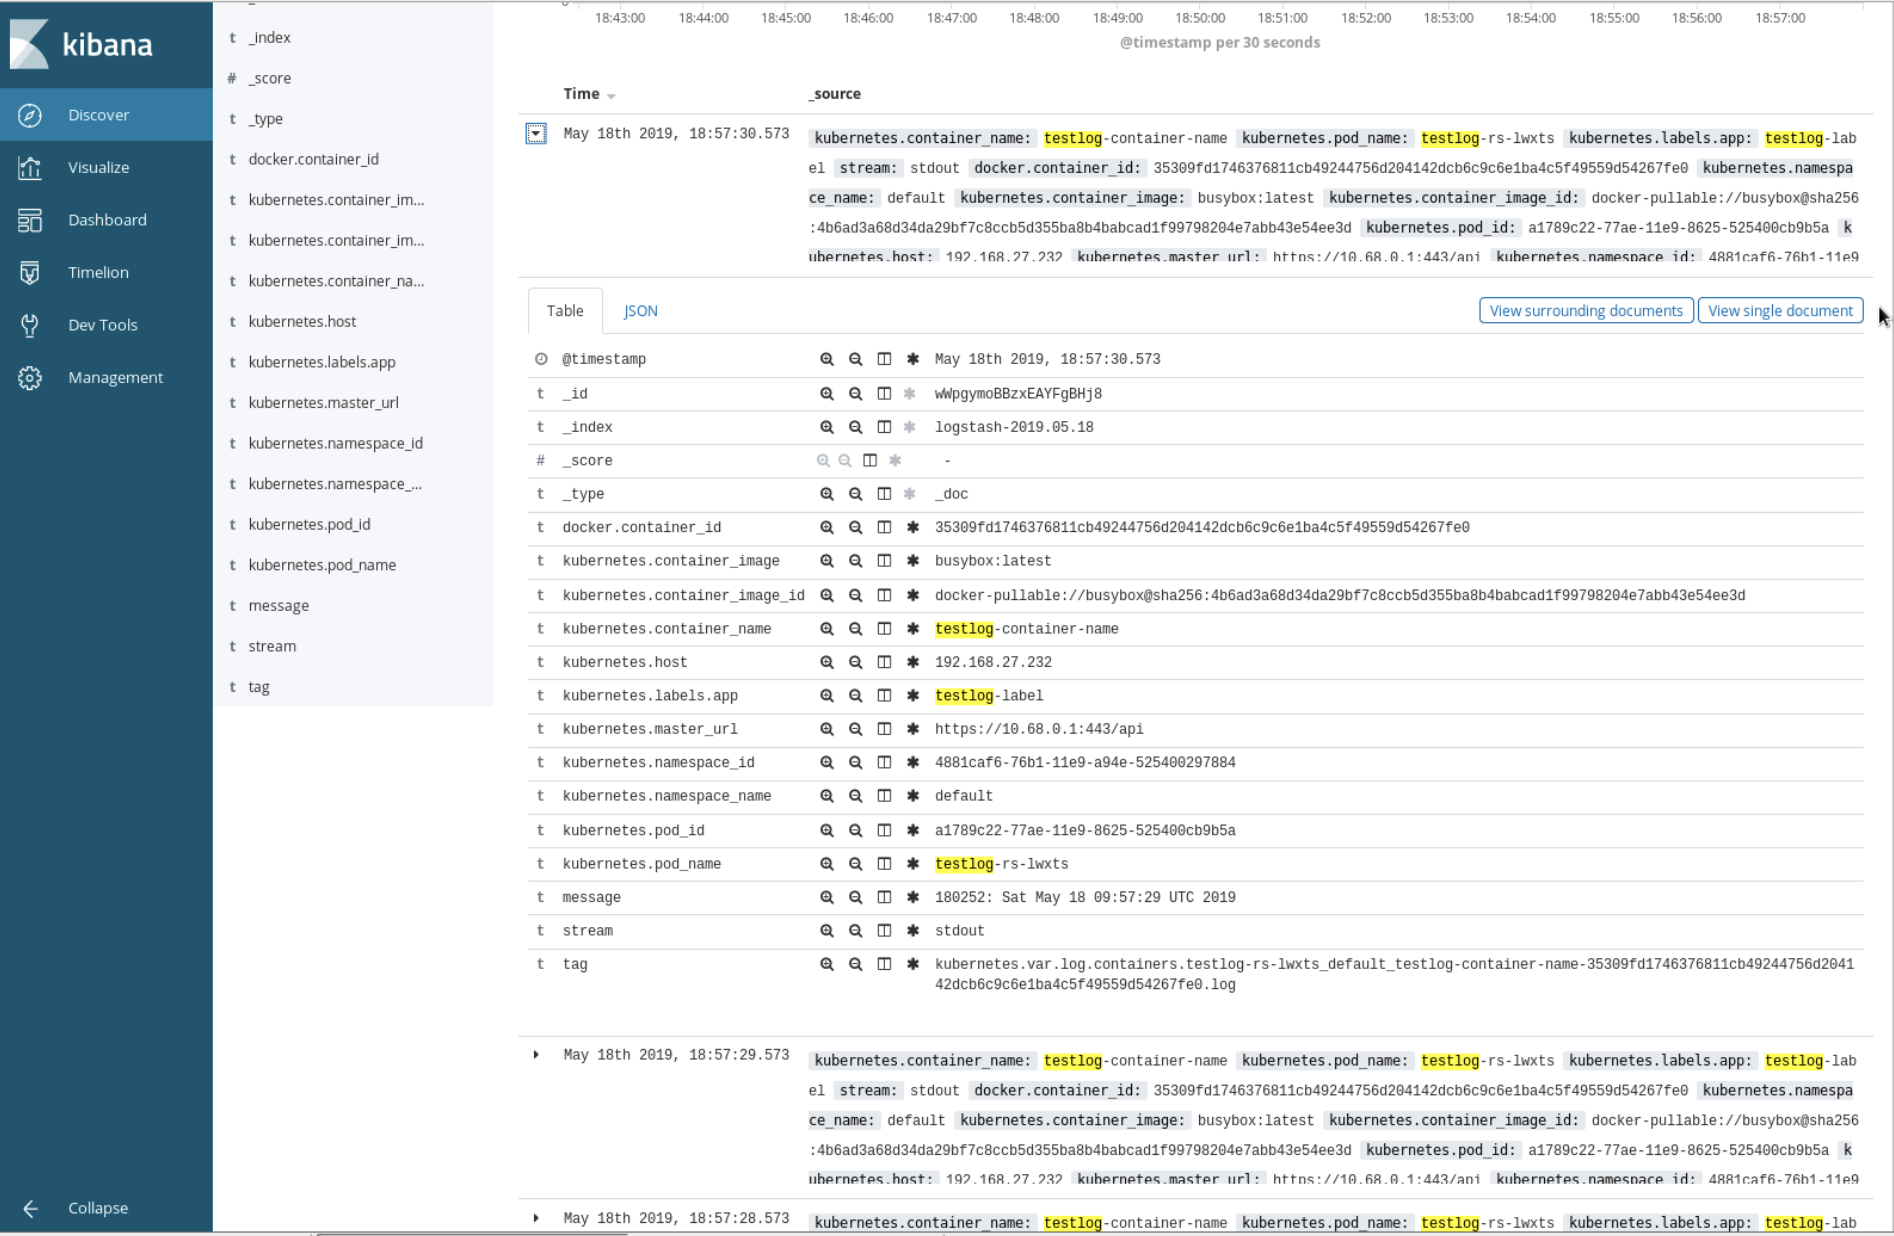 kibana
Discover
Visualize
Dashboard
Timelion
Dev Tools
Management
Collapse
t _index
# _score
t _type
t docker.container_id
t kubernetes.container_im...
t kubernetes.container_im...
t kubernetes.container_na...
t kubernetes.host
t kubernetes.labels.app
t kubernetes.master_url
t kubernetes.namespace_id
t kubernetes.namespace_...
t kubernetes.pod_id
t kubernetes.pod_name
t message
t stream
t tag
18:43:00 18:44:00 18:45:00 18:46:00 18:47:00 18:48:00 18:49:00 18:50:00 18:51:00 18:52:00 18:53:00 18:54:00 18:55:00 18:56:00 18:57:00
@timestamp per 30 seconds
Time _source
May 18th 2019, 18:57:30.573 kubernetes.container_name: testlog-container-name kubernetes.pod_name: testlog-rs-lwxts kubernetes.labels.app: testlog-lab
el stream: stdout docker.container_id: 35309fd1746376811cb49244756d204142dcb6c9c6e1ba4c5f49559d54267fe0 kubernetes.namespa
ce_name: default kubernetes.container_image: busybox:latest kubernetes.container_image_id: docker-pullable://busybox@sha256
:4b6ad3a68d34da29bf7c8ccb5d355ba8b4babcad1f99798204e7abb43e54ee3d kubernetes.pod_id: a1789c22-77ae-11e9-8625-525400cb9b5a k
ubernetes.host: 192.168.27.232 kubernetes.master_url: https://10.68.0.1:443/api kubernetes.namespace_id: 4881caf6-76b1-11e9
Table JSON View surrounding documents View single document
@timestamp May 18th 2019, 18:57:30.573
t _id wWpgymoBBzxEAYFgBHj8
t _index logstash-2019.05.18
# _score -
t _type _doc
t docker.container_id 35309fd1746376811cb49244756d204142dcb6c9c6e1ba4c5f49559d54267fe0
t kubernetes.container_image busybox:latest
t kubernetes.container_image_id docker-pullable://busybox@sha256:4b6ad3a68d34da29bf7c8ccb5d355ba8b4babcad1f99798204e7abb43e54ee3d
t kubernetes.container_name testlog-container-name
t kubernetes.host 192.168.27.232
t kubernetes.labels.app testlog-label
t kubernetes.master_url https://10.68.0.1:443/api
t kubernetes.namespace_id 4881caf6-76b1-11e9-a94e-525400297884
t kubernetes.namespace_name default
t kubernetes.pod_id a1789c22-77ae-11e9-8625-525400cb9b5a
t kubernetes.pod_name testlog-rs-lwxts
t message 180252: Sat May 18 09:57:29 UTC 2019
t stream stdout
t tag kubernetes.var.log.containers.testlog-rs-lwxts_default_testlog-container-name-35309fd1746376811cb49244756d2041
42dcb6c9c6e1ba4c5f49559d54267fe0.log
May 18th 2019, 18:57:29.573 kubernetes.container_name: testlog-container-name kubernetes.pod_name: testlog-rs-lwxts kubernetes.labels.app: testlog-lab
el stream: stdout docker.container_id: 35309fd1746376811cb49244756d204142dcb6c9c6e1ba4c5f49559d54267fe0 kubernetes.namespa
ce_name: default kubernetes.container_image: busybox:latest kubernetes.container_image_id: docker-pullable://busybox@sha256
:4b6ad3a68d34da29bf7c8ccb5d355ba8b4babcad1f99798204e7abb43e54ee3d kubernetes.pod_id: a1789c22-77ae-11e9-8625-525400cb9b5a k
ubernetes.host: 192.168.27.232 kubernetes.master_url: https://10.68.0.1:443/api kubernetes.namespace_id: 4881caf6-76b1-11e9
May 18th 2019, 18:57:28.573 kubernetes.container_name: testlog-container-name kubernetes.pod_name: testlog-rs-lwxts kubernetes.labels.app: testlog-lab